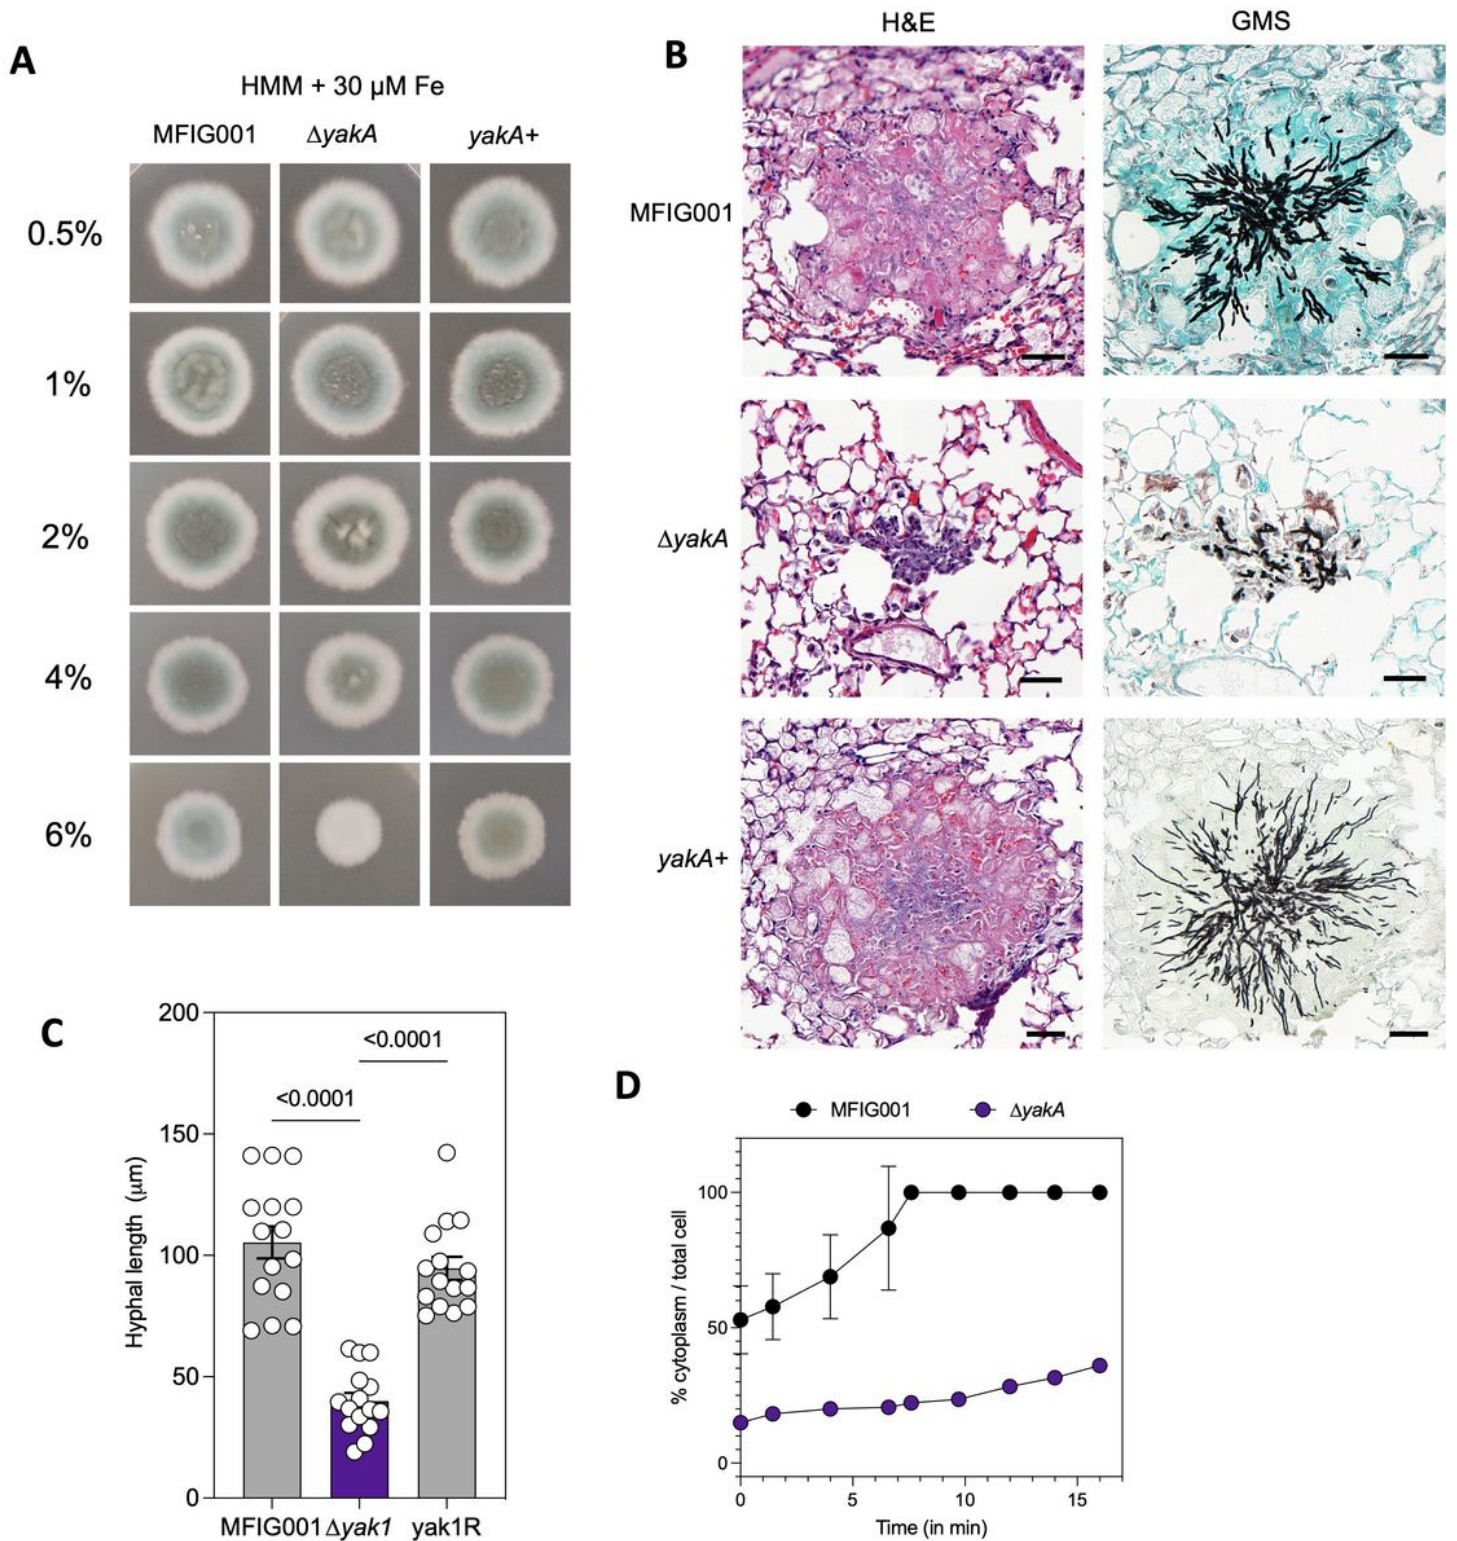 A
HMM + 30 µM Fe
MFIG001 ΔyakA yakA+
0.5%
1%
2%
4%
6%
B
H&E GMS
MFIG001
ΔyakA
yakA+
C
200
150
100
50
0
Hyphal length (µm)
<0.0001
<0.0001
MFIG001 Δyak1 yak1R
D
MFIG001 ΔyakA
100
50
0
% cytoplasm / total cell
0 5 10 15
Time (in min)